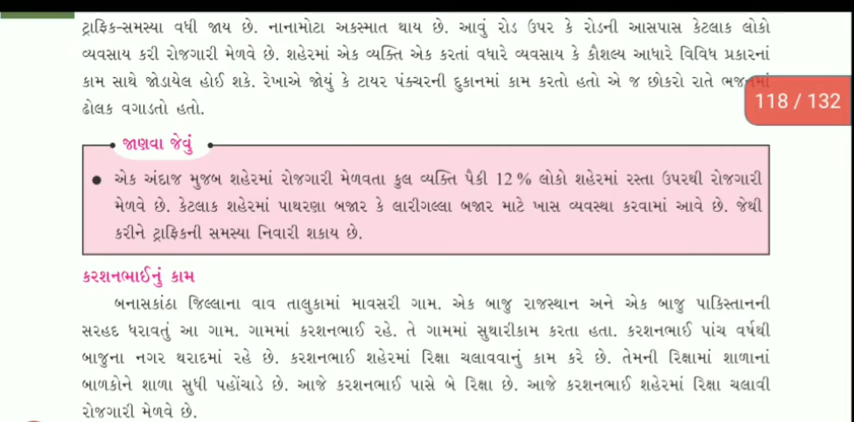 ટ્રાફિક-સમસ્યા વધી જાય છે. નાનામોટા અકસ્માત થાય છે. આવું રોડ ઉપર કે રોડની આસપાસ કેટલાક લોકો
વ્યવસાય કરી રોજગારી મેળવે છે. શહેરમાં એક વ્યક્તિ એક કરતાં વધારે વ્યવસાય કે કૌશલ્ય આધારે વિવિધ પ્રકારનાં
કામ સાથે જોડાયેલ હોઈ શકે. રેખાએ જોયું કે ટાયર પંક્ચરની દુકાનમાં કામ કરતો હતો એ જ છોકરો રાતે ભજનમાં
118 / 132
ઢોલક વગાડતો હતો.
જાણવા જેવું
● એક અંદાજ મુજબ શહેરમાં રોજગારી મેળવતા કુલ વ્યક્તિ પૈકી 12 % લોકો શહેરમાં રસ્તા ઉપરથી રોજગારી
મેળવે છે. કેટલાક શહેરમાં પાથરણા બજાર કે લારીગલ્લા બજાર માટે ખાસ વ્યવસ્થા કરવામાં આવે છે. જેથી
કરીને ટ્રાફિકની સમસ્યા નિવારી શકાય છે.
કરશનભાઈનું કામ
બનાસકાંઠા જિલ્લાના વાવ તાલુકામાં માવસરી ગામ. એક બાજુ રાજસ્થાન અને એક બાજુ પાકિસ્તાનની
સરહદ ધરાવતું આ ગામ. ગામમાં કરશનભાઈ રહે. તે ગામમાં સુથારીકામ કરતા હતા. કરશનભાઈ પાંચ વર્ષથી
બાજુના નગર થરાદમાં રહે છે. કરશનભાઈ શહેરમાં રિક્ષા ચલાવવાનું કામ કરે છે. તેમની રિક્ષામાં શાળાનાં
બાળકોને શાળા સુધી પહોંચાડે છે. આજે કરશનભાઈ પાસે બે રિક્ષા છે. આજે કરશનભાઈ શહેરમાં રિક્ષા ચલાવી
રોજગારી મેળવે છે.